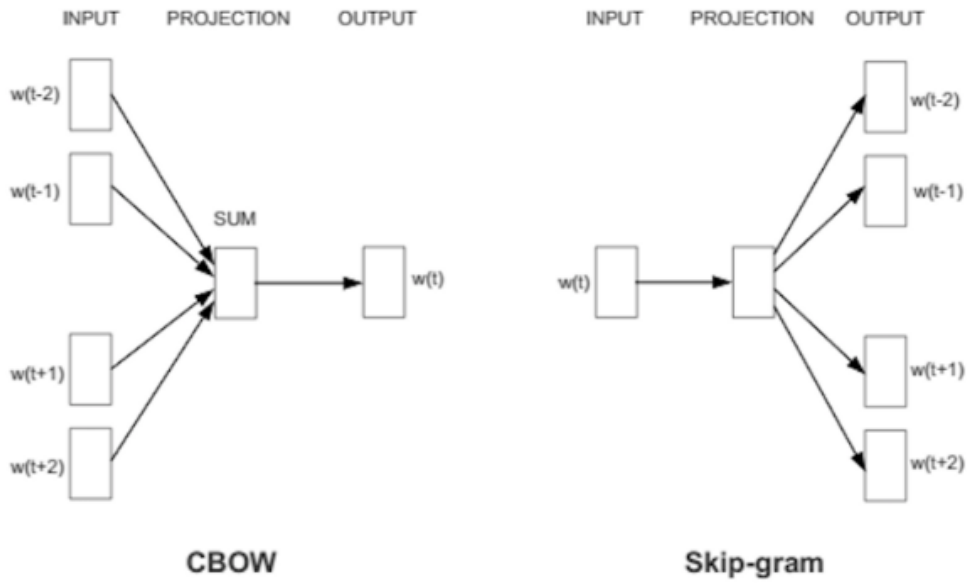 INPUT PROJECTION OUTPUT
w(t-2)
w(t-1)
SUM
w(t)
w(t+1)
w(t+2)
CBOW
INPUT PROJECTION OUTPUT
w(t-2)
w(t-1)
w(t)
w(t+1)
w(t+2)
Skip-gram